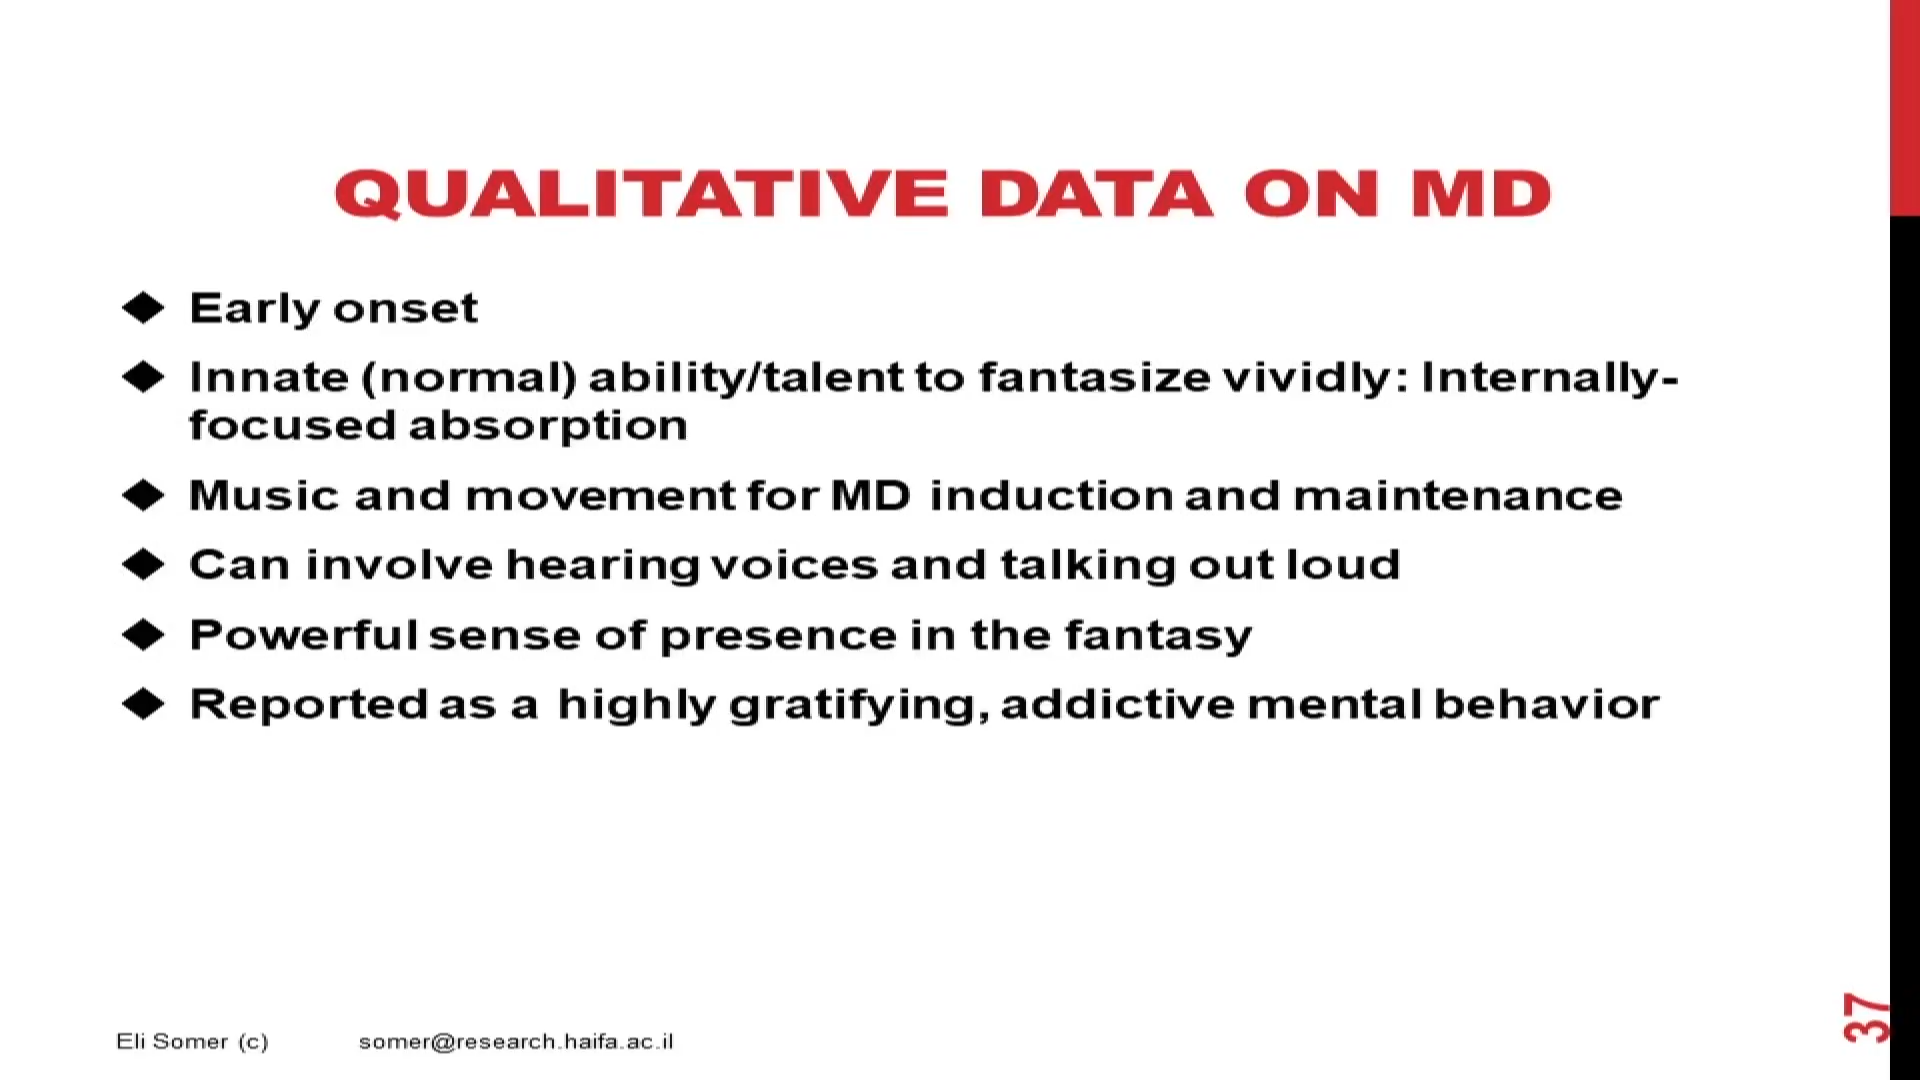 QUALITATIVE DATA ON MD
◆ Early onset
◆ Innate (normal) ability/talent to fantasize vividly: Internally-
focused absorption
◆ Music and movement for MD induction and maintenance
◆ Can involve hearing voices and talking out loud
◆ Powerful sense of presence in the fantasy
◆ Reported as a highly gratifying, addictive mental behavior
Eli Somer (c) somer@research.haifa.ac.il
37